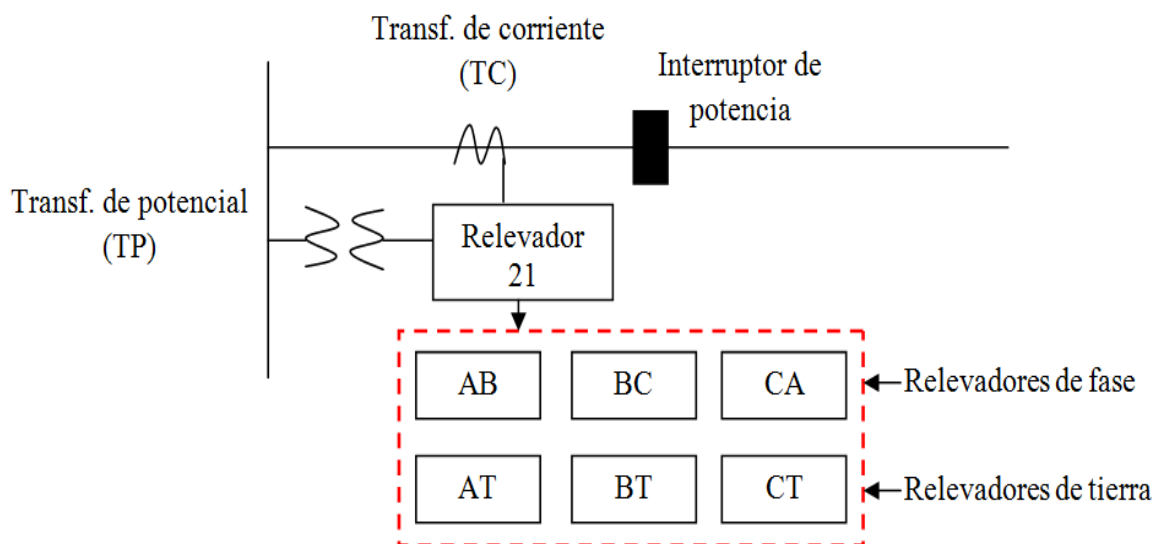 Transf. de corriente
(TC)
Interruptor de
potencia
Transf. de potencial
(TP)
Relevador
21
AB
BC
CA
Relevadores de fase
AT
BT
CT
Relevadores de tierra